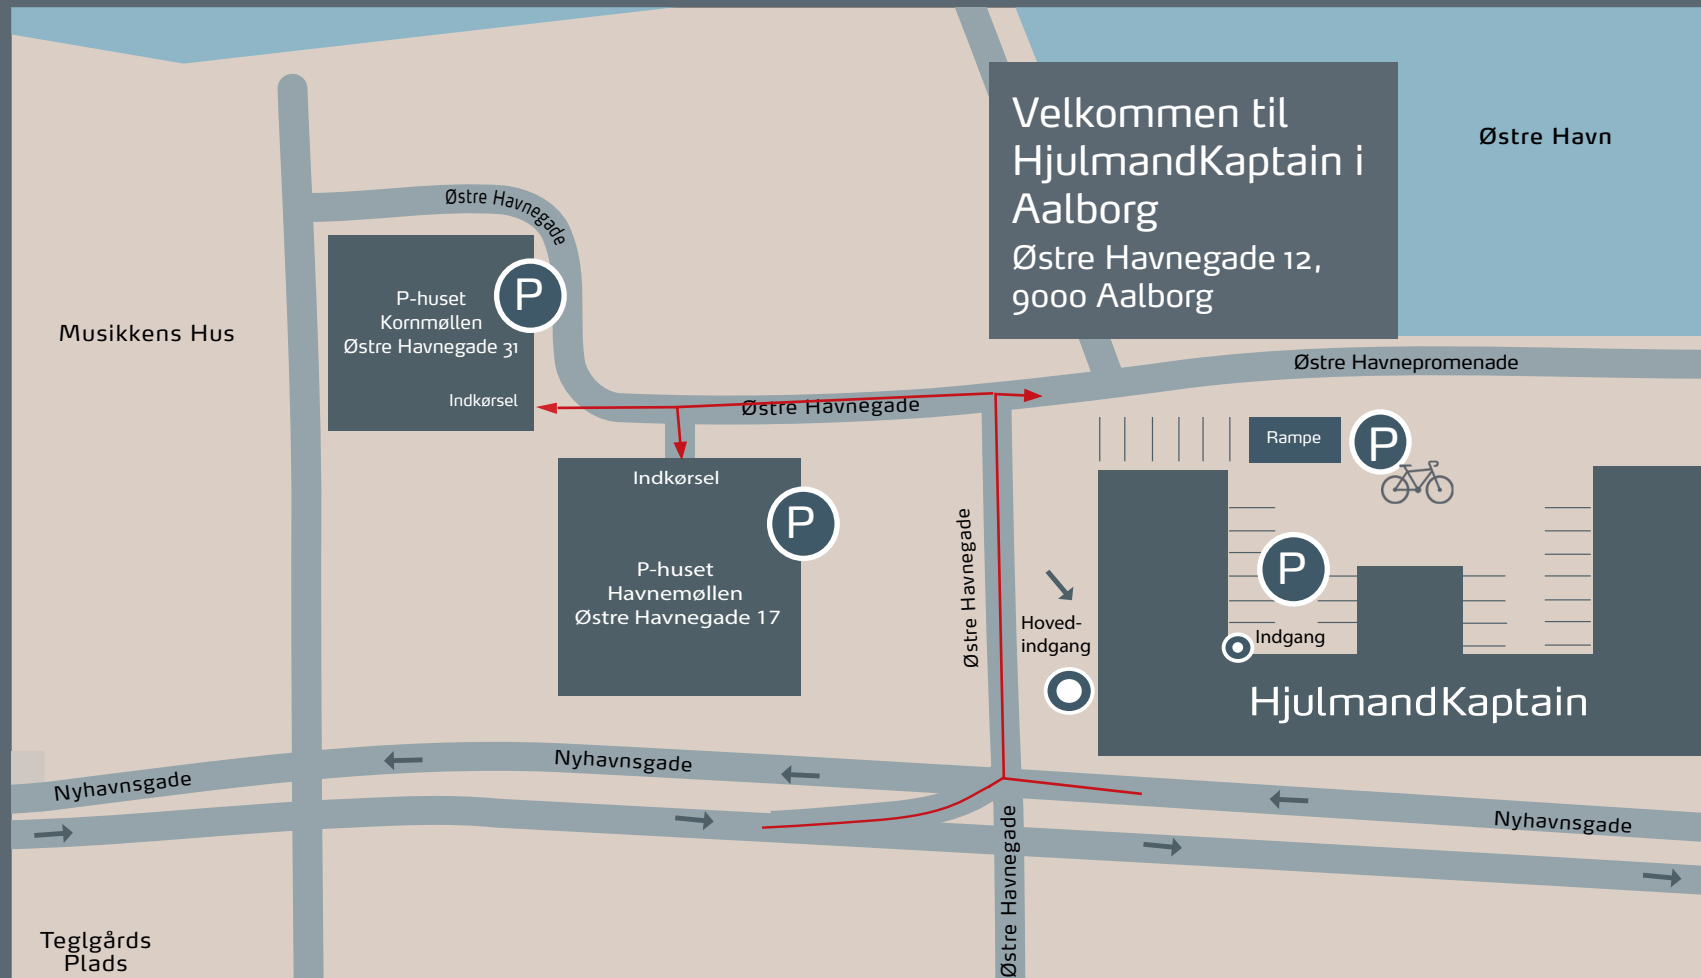 Velkommen til
HjulmandKaptain i
Aalborg
Østre Havnegade 12,
9000 Aalborg
Østre Havn
Østre Havnegade
P-huset
Kornmøllen
Østre Havnegade 31
Indkørsel
P
Musikkens Hus
Østre Havnepromenade
Østre Havnegade
Rampe
P
Indkørsel
P
P-huset
Havnemøllen
Østre Havnegade 17
Østre Havnegade
P
Hoved-
indgang
Indgang
HjulmandKaptain
Nyhavnsgade
Nyhavnsgade
Nyhavnsgade
Østre Havnegade
Teglgårds
Plads